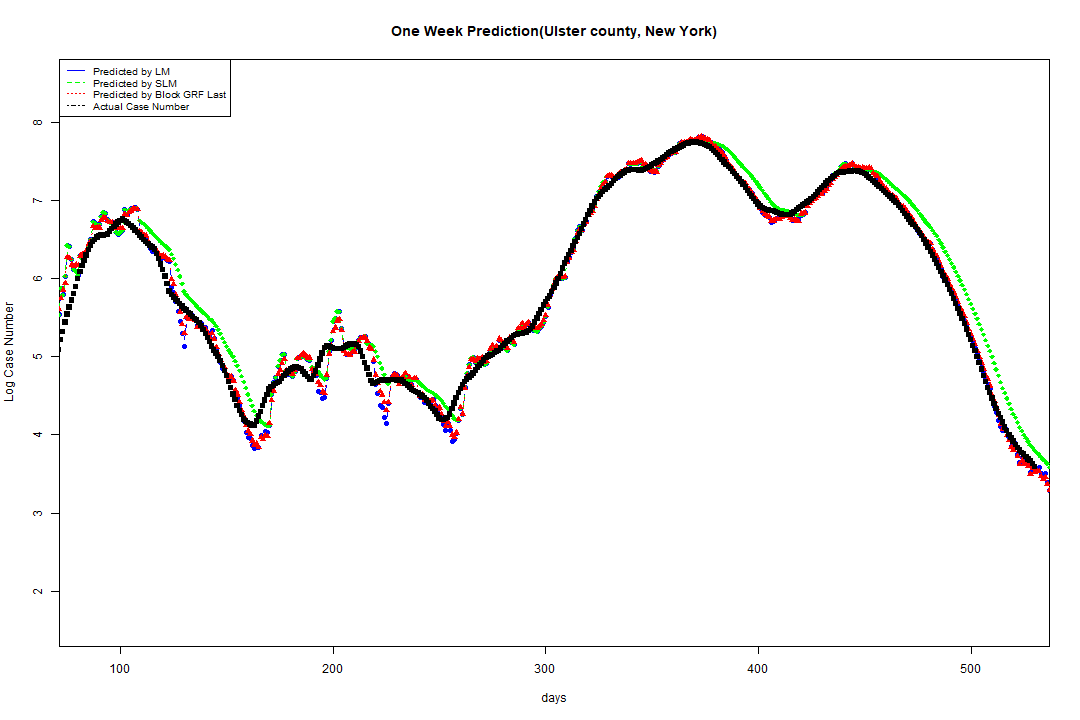 One Week Prediction(Ulster county, New York)
Predicted by LM
Predicted by SLM
Predicted by Block GRF Last
Actual Case Number
Log Case Number
8
7
6
5
4
3
2
100 200 300 400 500
days